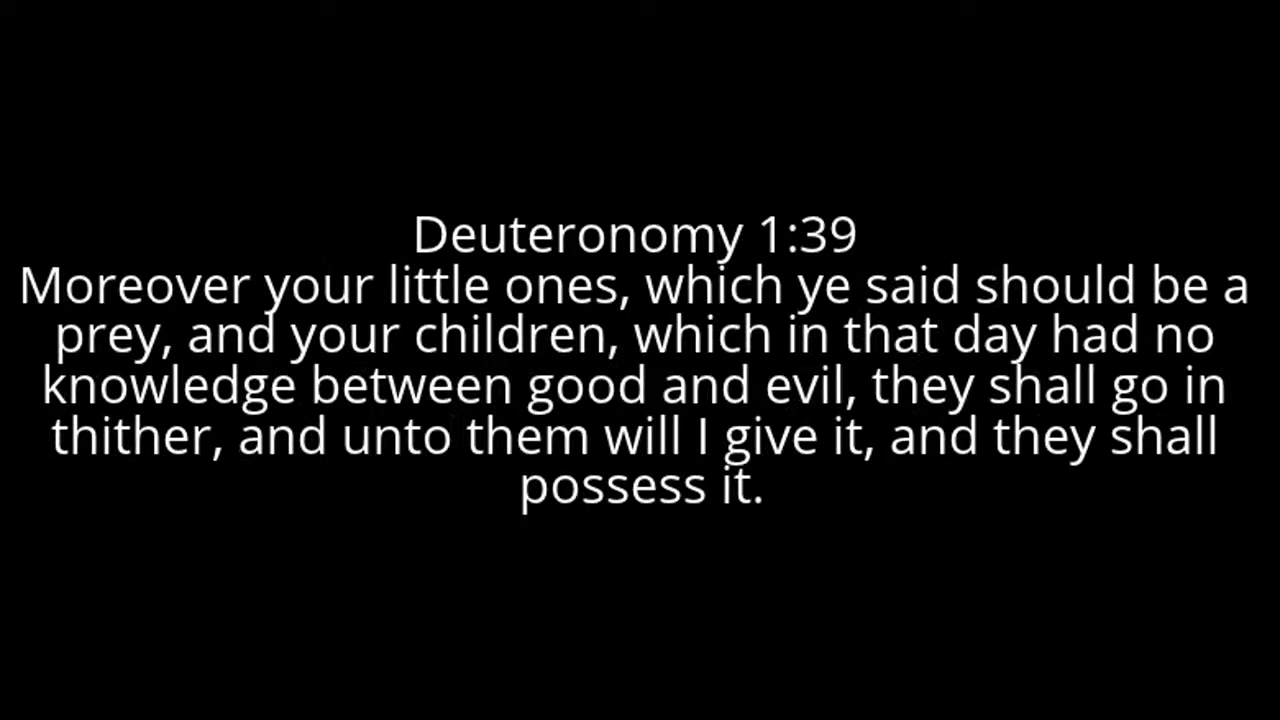 Deuteronomy 1:39
Moreover your little ones, which ye said should be a
prey, and your children, which in that day had no
knowledge between good and evil, they shall go in
thither, and unto them will I give it, and they shall
possess it.